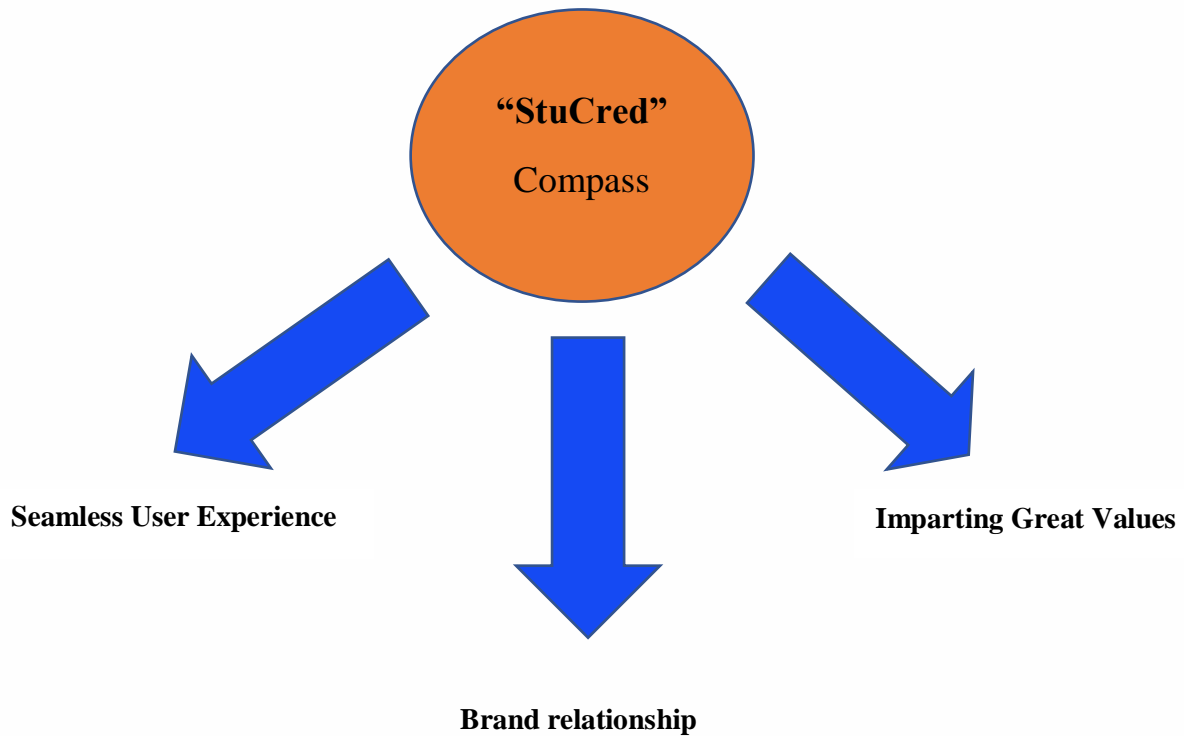 “StuCred”
Compass
Seamless User Experience
Imparting Great Values
Brand relationship